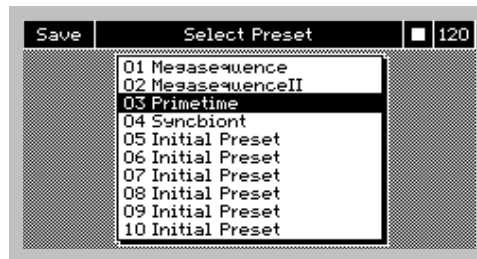 Save Select Preset 120
01 Megasequence
02 MegasequenceII
03 Primetime
04 Syncbiont
05 Initial Preset
06 Initial Preset
07 Initial Preset
08 Initial Preset
09 Initial Preset
10 Initial Preset